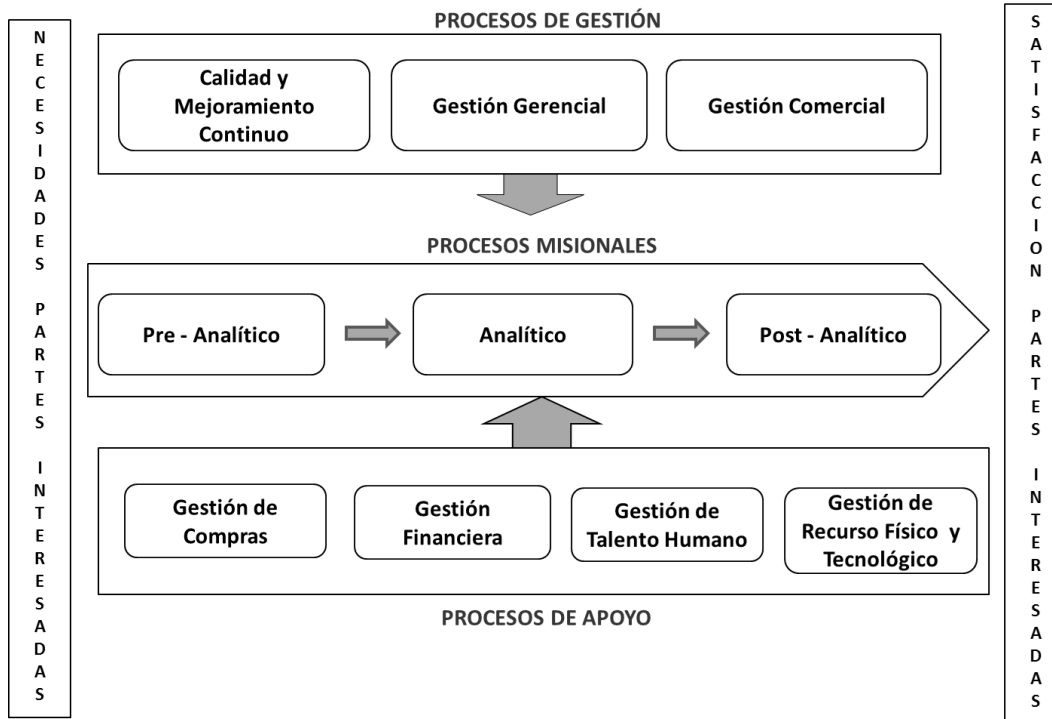 NECESIDADES PARTES INTERESADAS
PROCESOS DE GESTIÓN
Calidad y
Mejoramiento
Continuo
Gestión Gerencial
Gestión Comercial
PROCESOS MISIONALES
Pre - Analítico
Analítico
Post - Analítico
Gestión de
Compras
Gestión
Financiera
Gestión de
Talento Humano
Gestión de
Recurso Físico y
Tecnológico
PROCESOS DE APOYO
SATISFACCION PARTES INTERESADAS